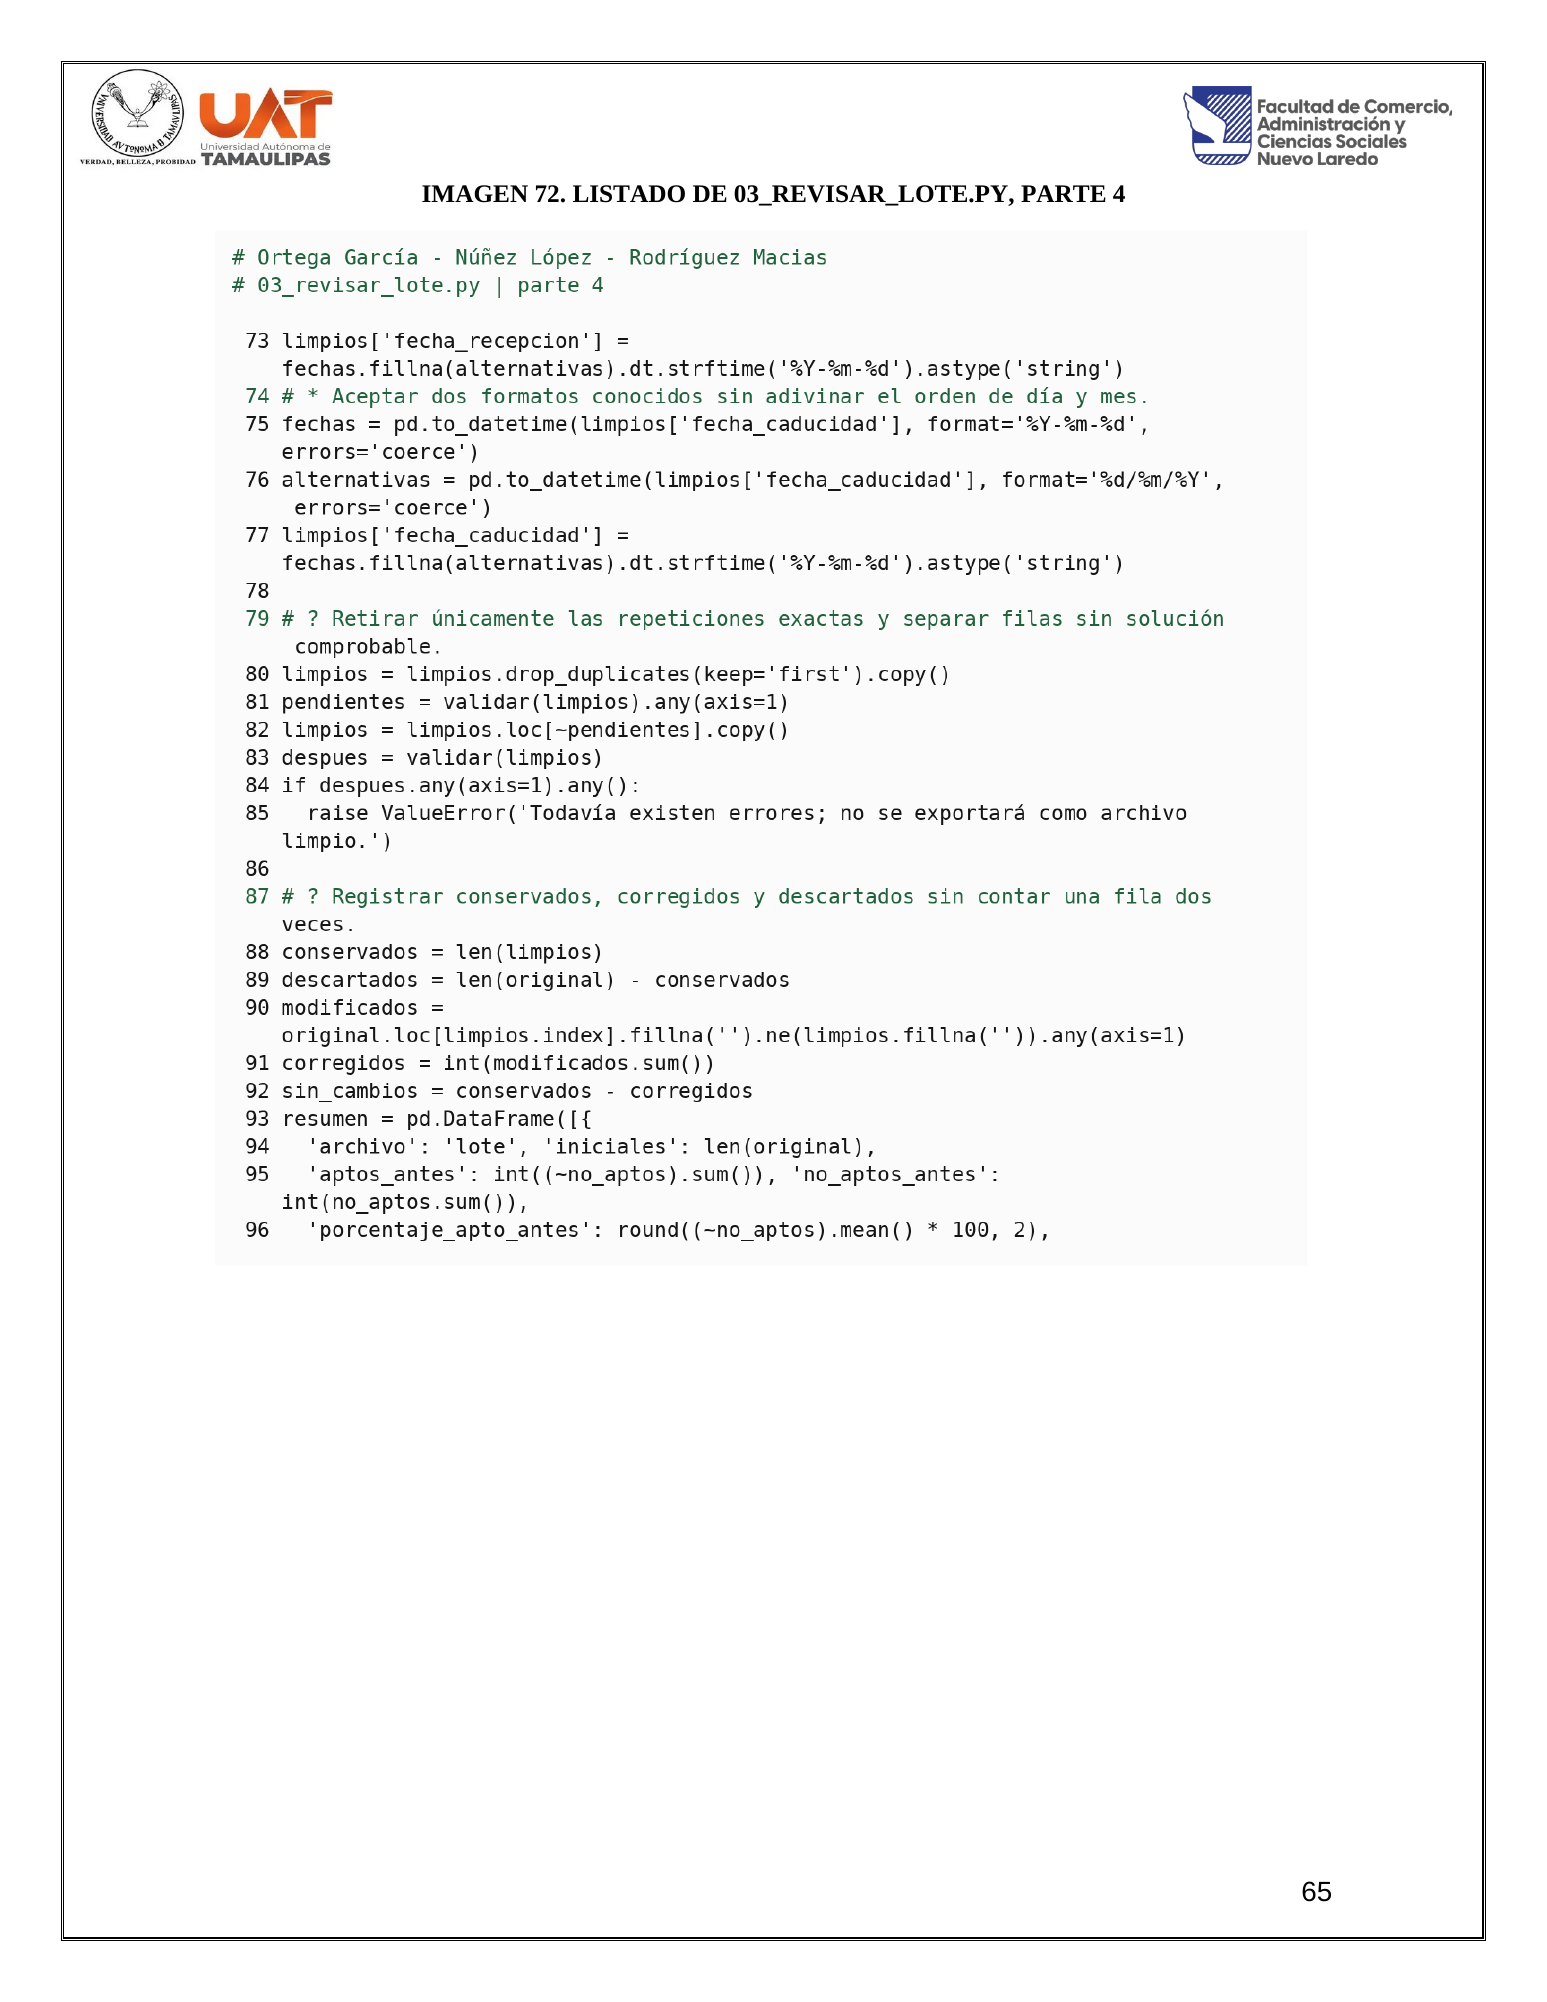 VNIVERSIDAD AVTONOMA D TAMAVLIPAS
VERDAD, BELLEZA, PROBIDAD
UAT
Universidad Autónoma de
TAMAULIPAS
Facultad de Comercio,
Administración y
Ciencias Sociales
Nuevo Laredo
IMAGEN 72. LISTADO DE 03_REVISAR_LOTE.PY, PARTE 4
# Ortega García - Núñez López - Rodríguez Macias
# 03_revisar_lote.py | parte 4
73 limpios['fecha_recepcion'] =
fechas.fillna(alternativas).dt.strftime('%Y-%m-%d').astype('string')
74 # * Aceptar dos formatos conocidos sin adivinar el orden de día y mes.
75 fechas = pd.to_datetime(limpios['fecha_caducidad'], format='%Y-%m-%d',
errors='coerce')
76 alternativas = pd.to_datetime(limpios['fecha_caducidad'], format='%d/%m/%Y',
errors='coerce')
77 limpios['fecha_caducidad'] =
fechas.fillna(alternativas).dt.strftime('%Y-%m-%d').astype('string')
78
79 # ? Retirar únicamente las repeticiones exactas y separar filas sin solución
comprobable.
80 limpios = limpios.drop_duplicates(keep='first').copy()
81 pendientes = validar(limpios).any(axis=1)
82 limpios = limpios.loc[~pendientes].copy()
83 despues = validar(limpios)
84 if despues.any(axis=1).any():
85   raise ValueError('Todavía existen errores; no se exportará como archivo
limpio.')
86
87 # ? Registrar conservados, corregidos y descartados sin contar una fila dos
veces.
88 conservados = len(limpios)
89 descartados = len(original) - conservados
90 modificados =
original.loc[limpios.index].fillna('').ne(limpios.fillna('')).any(axis=1)
91 corregidos = int(modificados.sum())
92 sin_cambios = conservados - corregidos
93 resumen = pd.DataFrame([{
94   'archivo': 'lote', 'iniciales': len(original),
95   'aptos_antes': int((~no_aptos).sum()), 'no_aptos_antes':
int(no_aptos.sum()),
96   'porcentaje_apto_antes': round((~no_aptos).mean() * 100, 2),
65